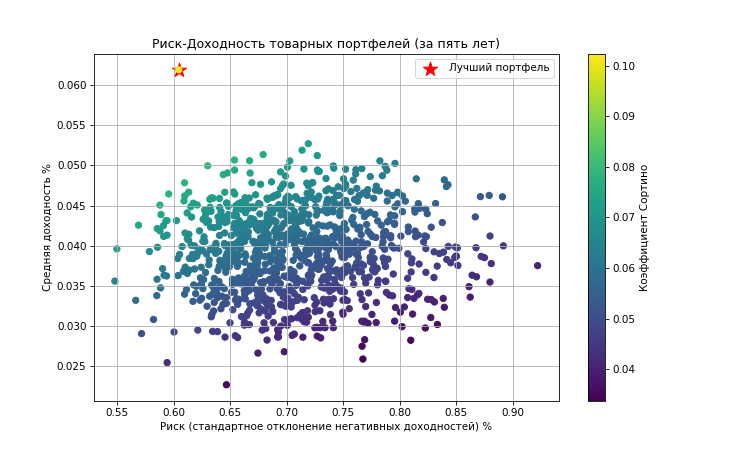 Риск-Доходность товарных портфелей (за пять лет)
Лучший портфель
Средняя доходность %
0.060
0.055
0.050
0.045
0.040
0.035
0.030
0.025
0.55 0.60 0.65 0.70 0.75 0.80 0.85 0.90
Риск (стандартное отклонение негативных доходностей) %
0.10
0.09
0.08
0.07
0.06
0.05
0.04
Коэффициент Сортино